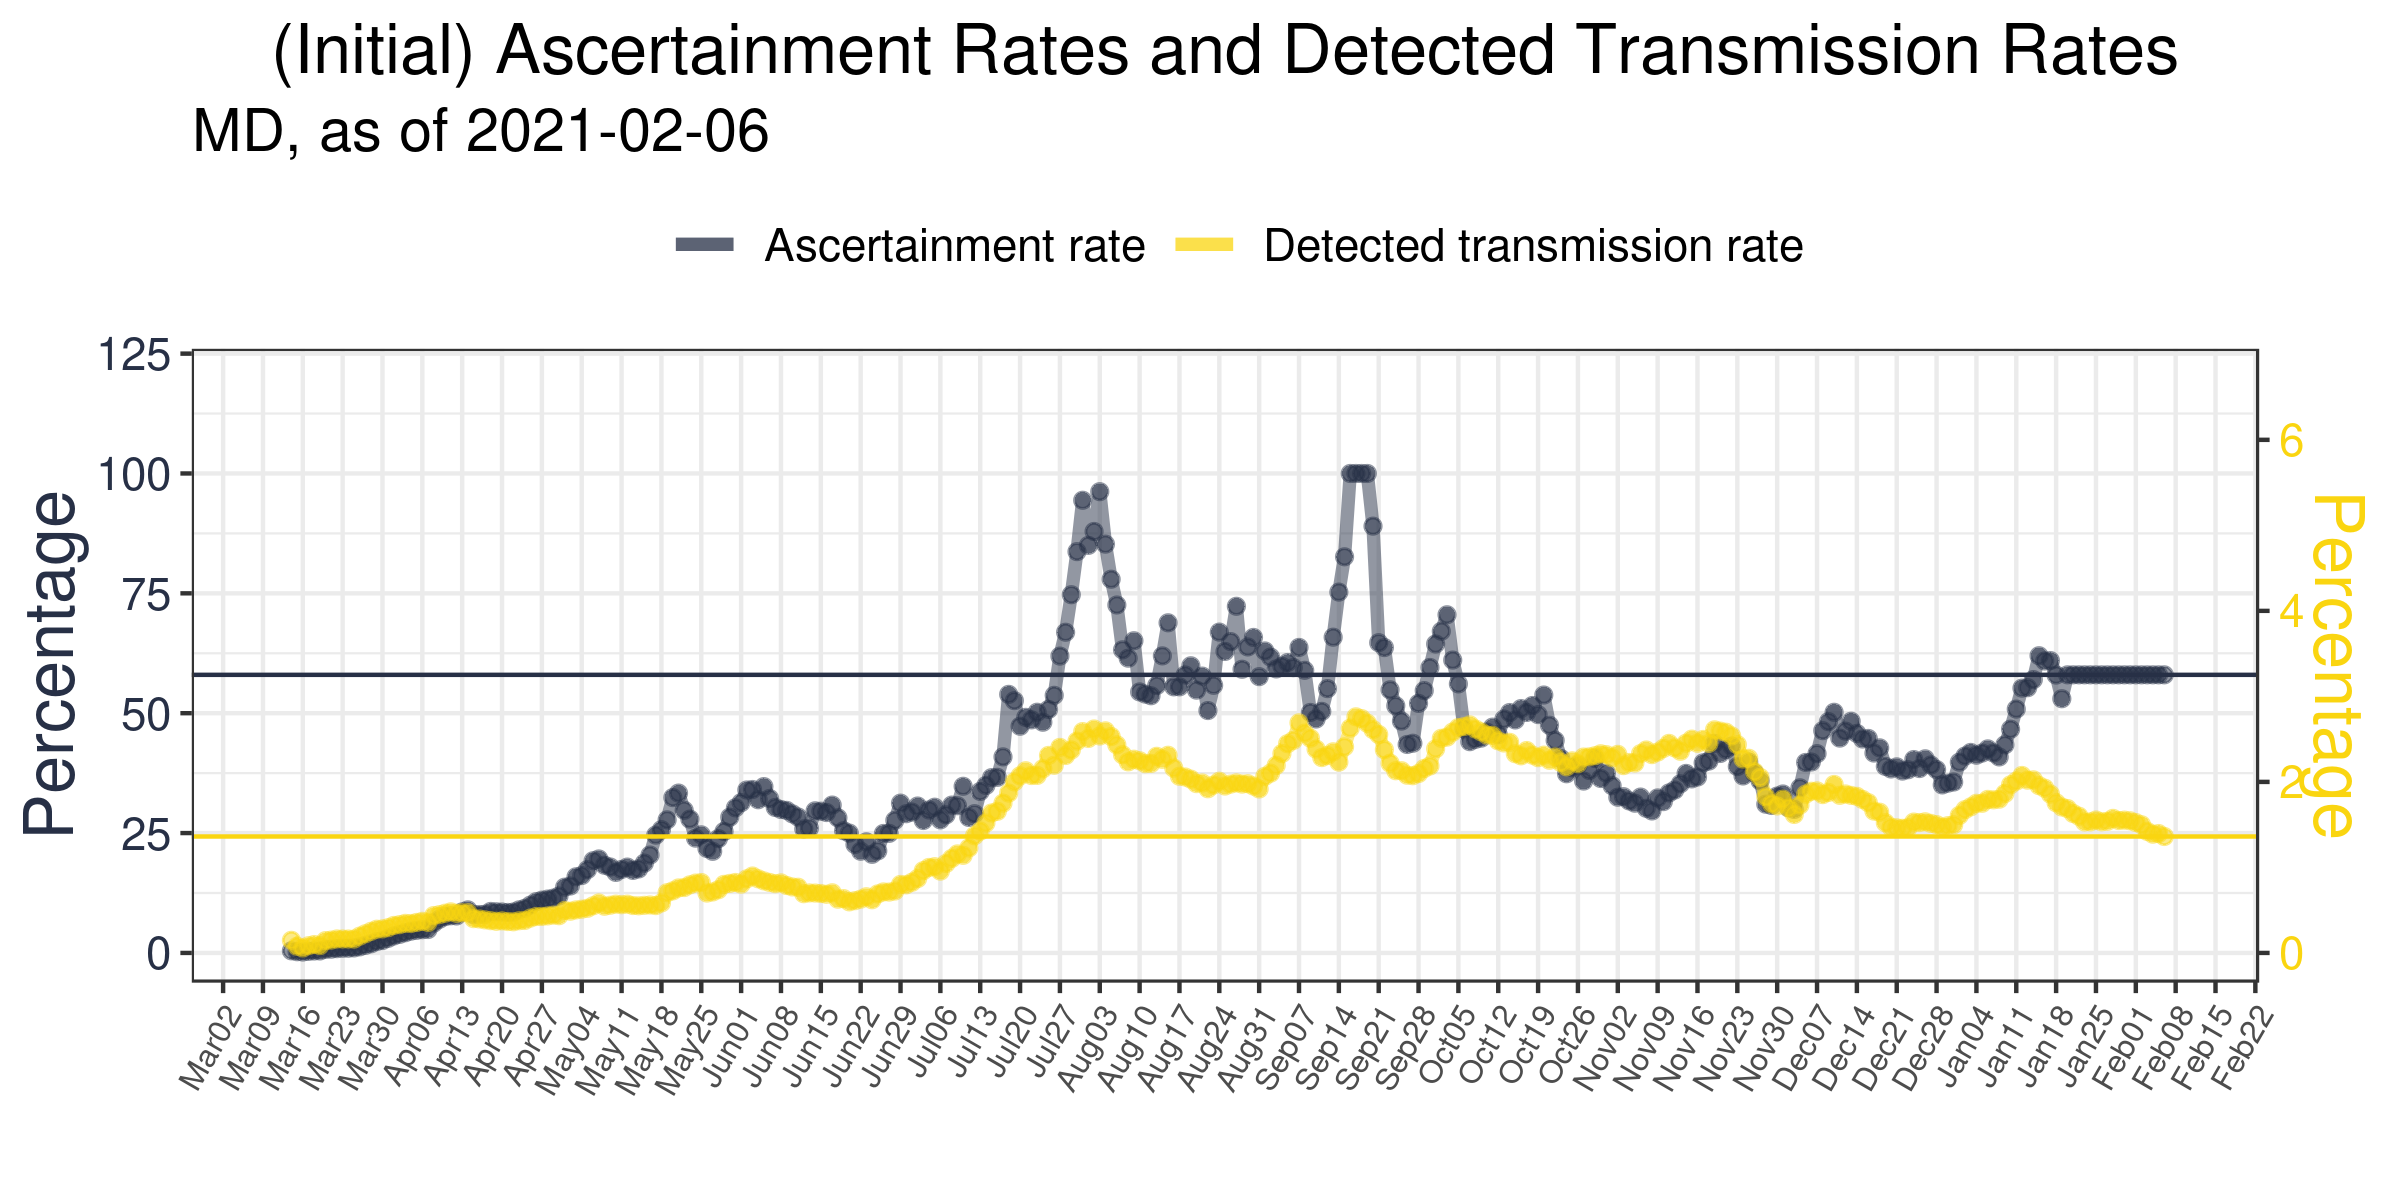 (Initial) Ascertainment Rates and Detected Transmission Rates
MD, as of 2021-02-06
Ascertainment rate
Detected transmission rate
Percentage
125
100
75
50
25
0
6
4
2
0
Percentage
Mar02
Mar09
Mar16
Mar23
Mar30
Apr06
Apr13
Apr20
Apr27
May04
May11
May18
May25
Jun01
Jun08
Jun15
Jun22
Jun29
Jul06
Jul13
Jul20
Jul27
Aug03
Aug10
Aug17
Aug24
Aug31
Sep07
Sep14
Sep21
Sep28
Oct05
Oct12
Oct19
Oct26
Nov02
Nov09
Nov16
Nov23
Nov30
Dec07
Dec14
Dec21
Dec28
Jan04
Jan11
Jan18
Jan25
Feb01
Feb08
Feb15
Feb22